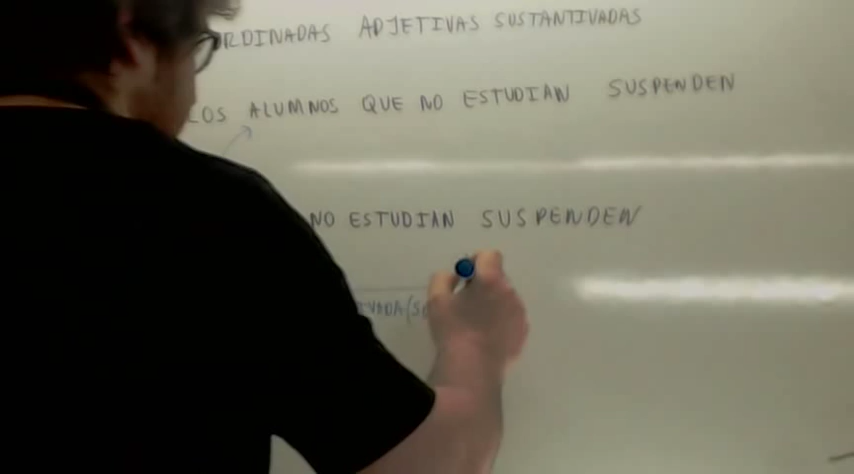 ADJETIVAS SUSTANTIVADAS
LOS ALUMNOS QUE NO ESTUDIAN SUSPENDEN
NO ESTUDIAN SUSPENDEN